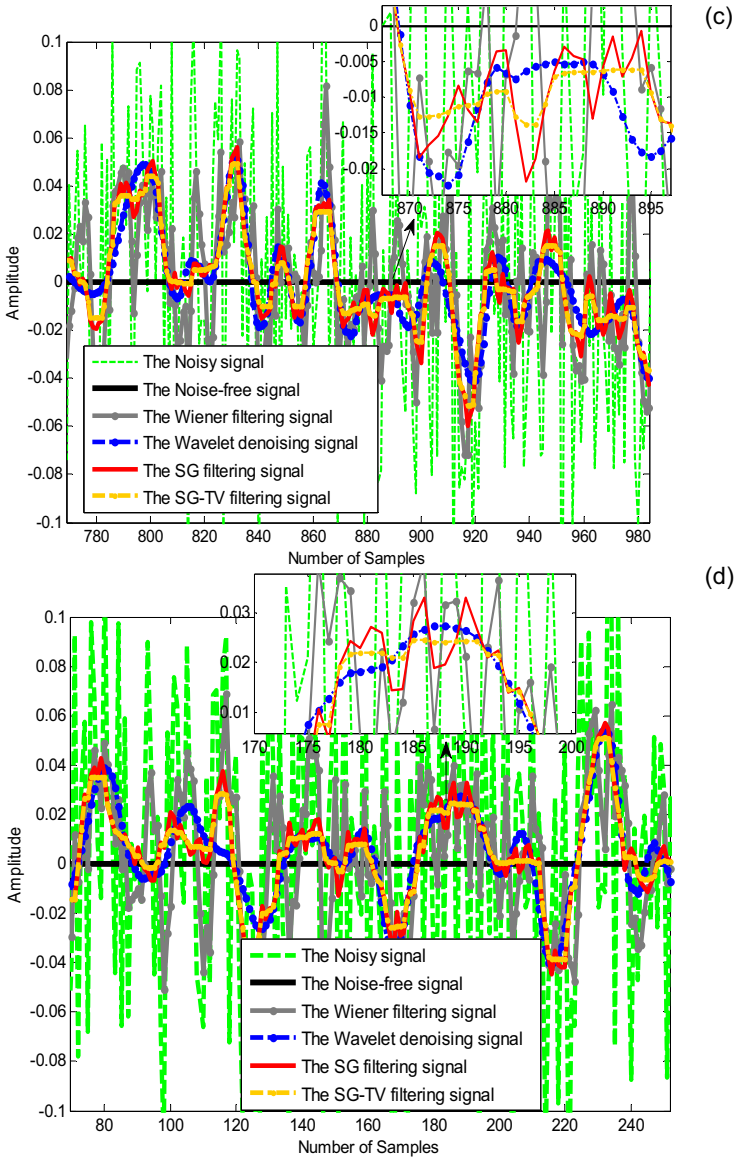 (c)
0
-0.005
-0.01
-0.015
-0.02
870 875 880 885 890 895
0.1
0.08
0.06
0.04
0.02
0
-0.02
-0.04
-0.06
-0.08
-0.1
Amplitude
The Noisy signal
The Noise-free signal
The Wiener filtering signal
The Wavelet denoising signal
The SG filtering signal
The SG-TV filtering signal
780 800 820 840 860 880 900 920 940 960 980
Number of Samples
(d)
0.03
0.02
0.01
170 175 180 185 190 195 200
0.1
0.08
0.06
0.04
0.02
0
-0.02
-0.04
-0.06
-0.08
-0.1
Amplitude
The Noisy signal
The Noise-free signal
The Wiener filtering signal
The Wavelet denoising signal
The SG filtering signal
The SG-TV filtering signal
80 100 120 140 160 180 200 220 240
Number of Samples